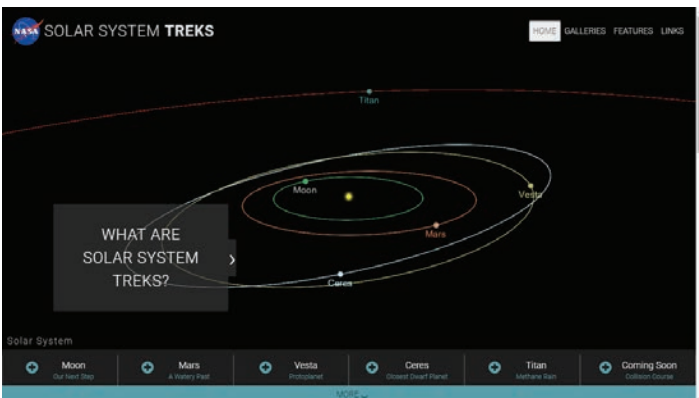 NASA
SOLAR SYSTEM TREKS
HOME GALLERIES FEATURES LINKS
Titan
Moon
Vesta
Mars
Ceres
WHAT ARE
SOLAR SYSTEM
TREKS?
Solar System
Moon
Our Next Step
Mars
A Watery Past
Vesta
Protoplanet
Ceres
Closest Dwarf Planet
Titan
Methane Rain
Coming Soon
Collision Course
MORE